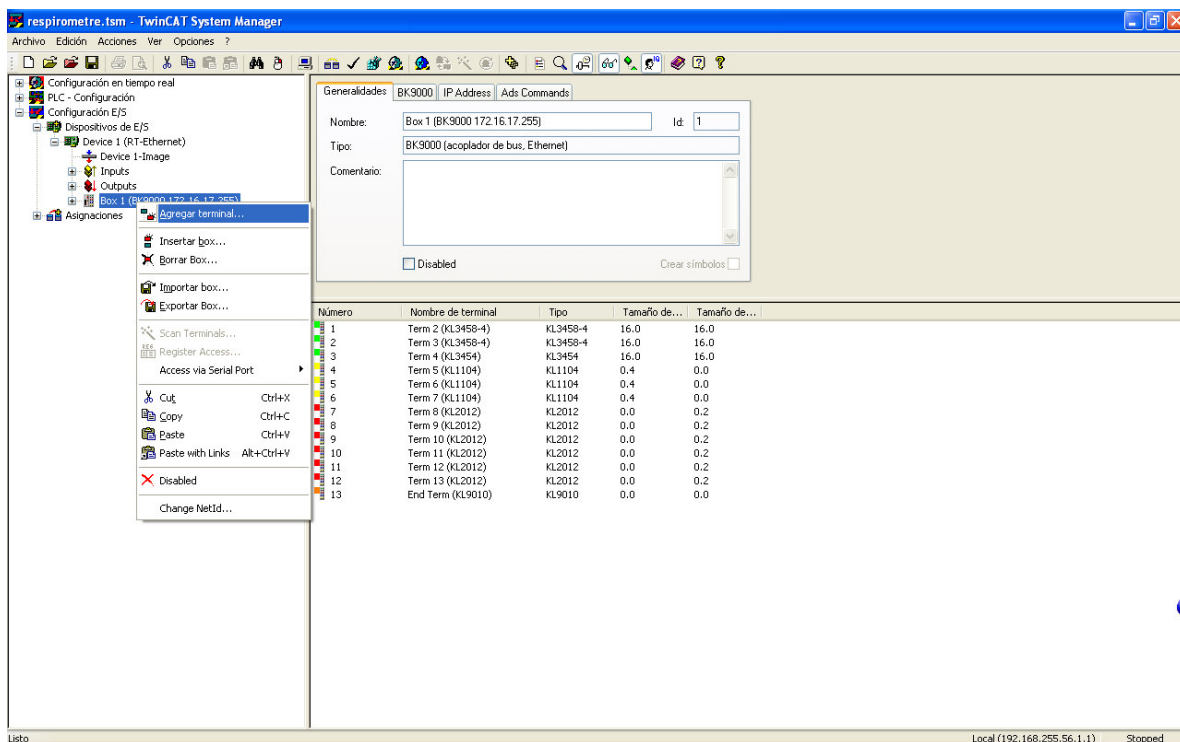 respirometre.tsm - TwinCAT System Manager
Archivo Edición Acciones Ver Opciones ?
Configuración en tiempo real
PLC - Configuración
Configuración E/S
Dispositivos de E/S
Device 1 (RT-Ethernet)
Device 1-Image
Inputs
Outputs
Box 1 (BK9000 172.16.17.255)
Asignaciones
Agregar terminal...
Insertar box...
Borrar Box...
Importar box...
Exportar Box...
Scan Terminals...
Register Access...
Access via Serial Port
Cut Ctrl+X
Copy Ctrl+C
Paste Ctrl+V
Paste with Links Alt+Ctrl+V
Disabled
Change NetId...
Generalidades BK9000 IP Address Ads Commands
Nombre: Box 1 (BK9000 172.16.17.255) Id: 1
Tipo: BK9000 (acoplador de bus, Ethernet)
Comentario:
Disabled Crear símbolos
Número Nombre de terminal Tipo Tamaño de... Tamaño de...
1 Term 2 (KL3458-4) KL3458-4 16.0 16.0
2 Term 3 (KL3458-4) KL3458-4 16.0 16.0
3 Term 4 (KL3454) KL3454 16.0 16.0
4 Term 5 (KL1104) KL1104 0.4 0.0
5 Term 6 (KL1104) KL1104 0.4 0.0
6 Term 7 (KL1104) KL1104 0.4 0.0
7 Term 8 (KL2012) KL2012 0.0 0.2
8 Term 9 (KL2012) KL2012 0.0 0.2
9 Term 10 (KL2012) KL2012 0.0 0.2
10 Term 11 (KL2012) KL2012 0.0 0.2
11 Term 12 (KL2012) KL2012 0.0 0.2
12 Term 13 (KL2012) KL2012 0.0 0.2
13 End Term (KL9010) KL9010 0.0 0.0
Listo Local (192.168.255.56.1.1) Stopped